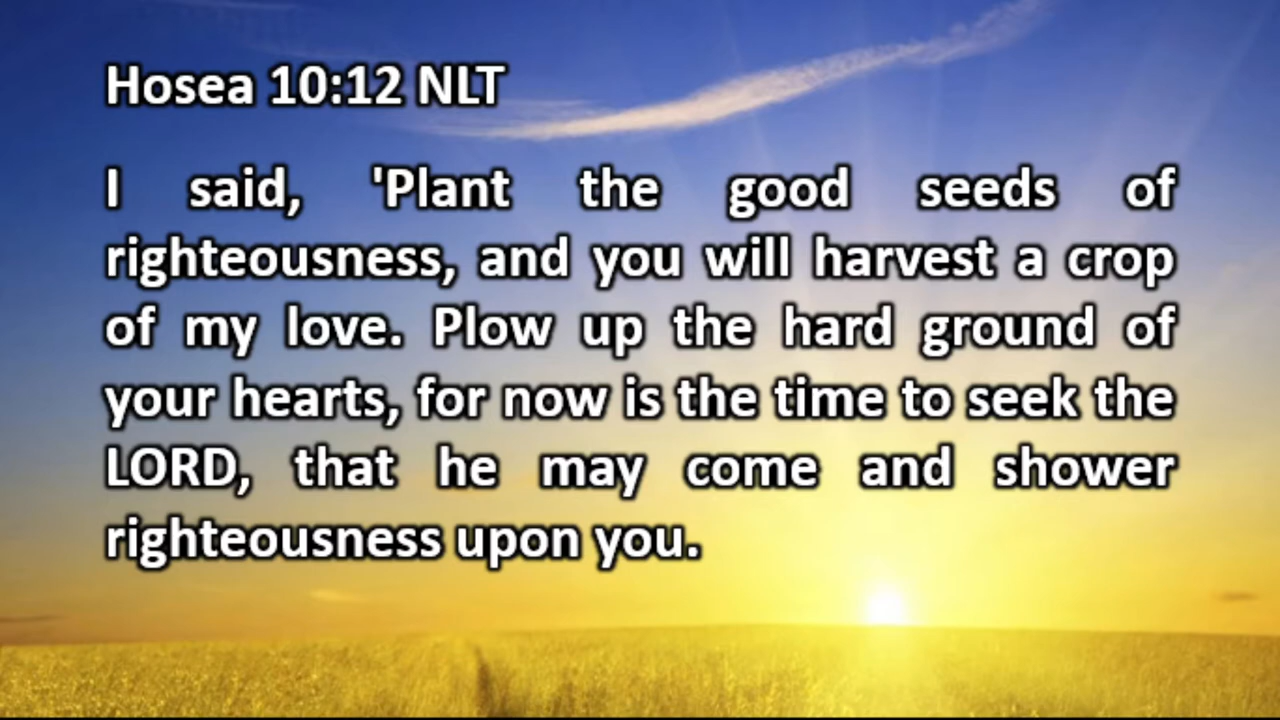 Hosea 10:12 NLT
I said, 'Plant the good seeds of
righteousness, and you will harvest a crop
of my love. Plow up the hard ground of
your hearts, for now is the time to seek the
LORD, that he may come and shower
righteousness upon you.